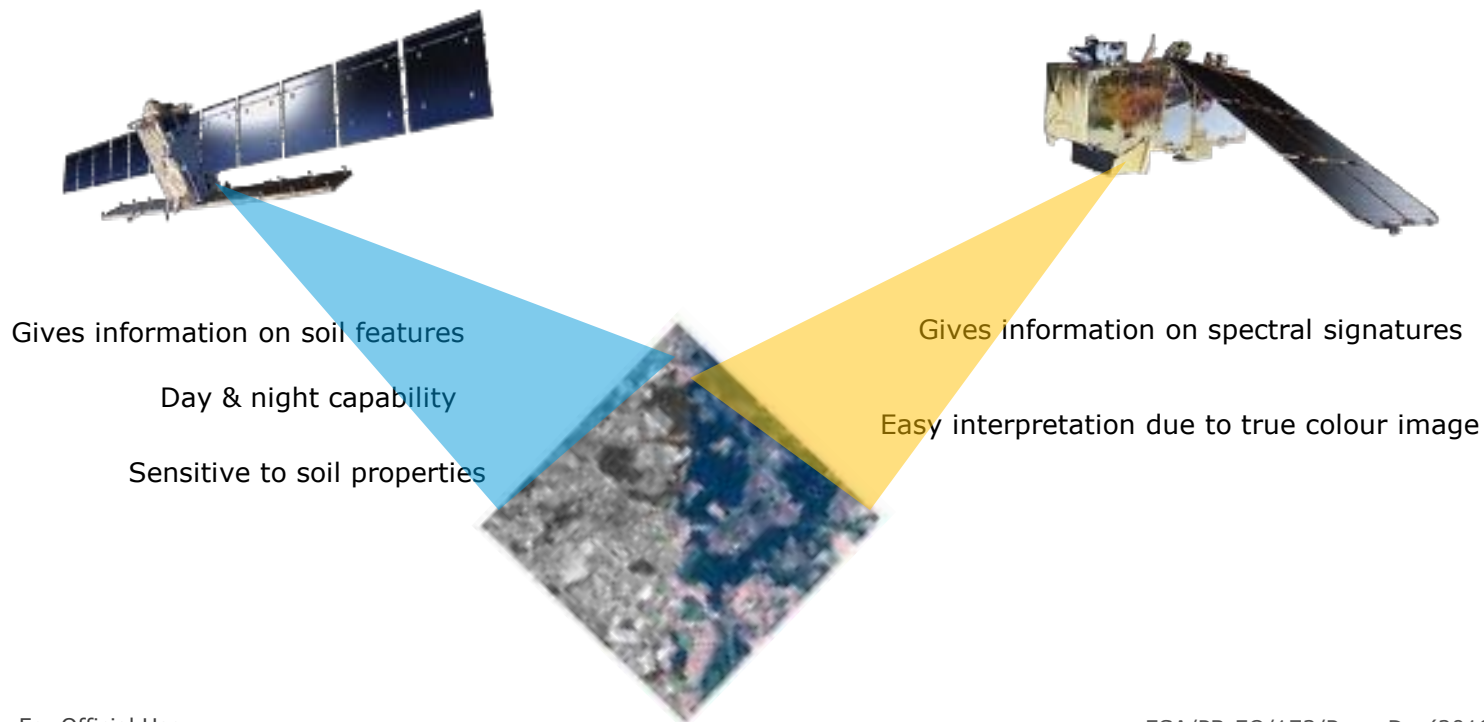 Gives information on soil features
Day & night capability
Sensitive to soil properties
Gives information on spectral signatures
Easy interpretation due to true colour image